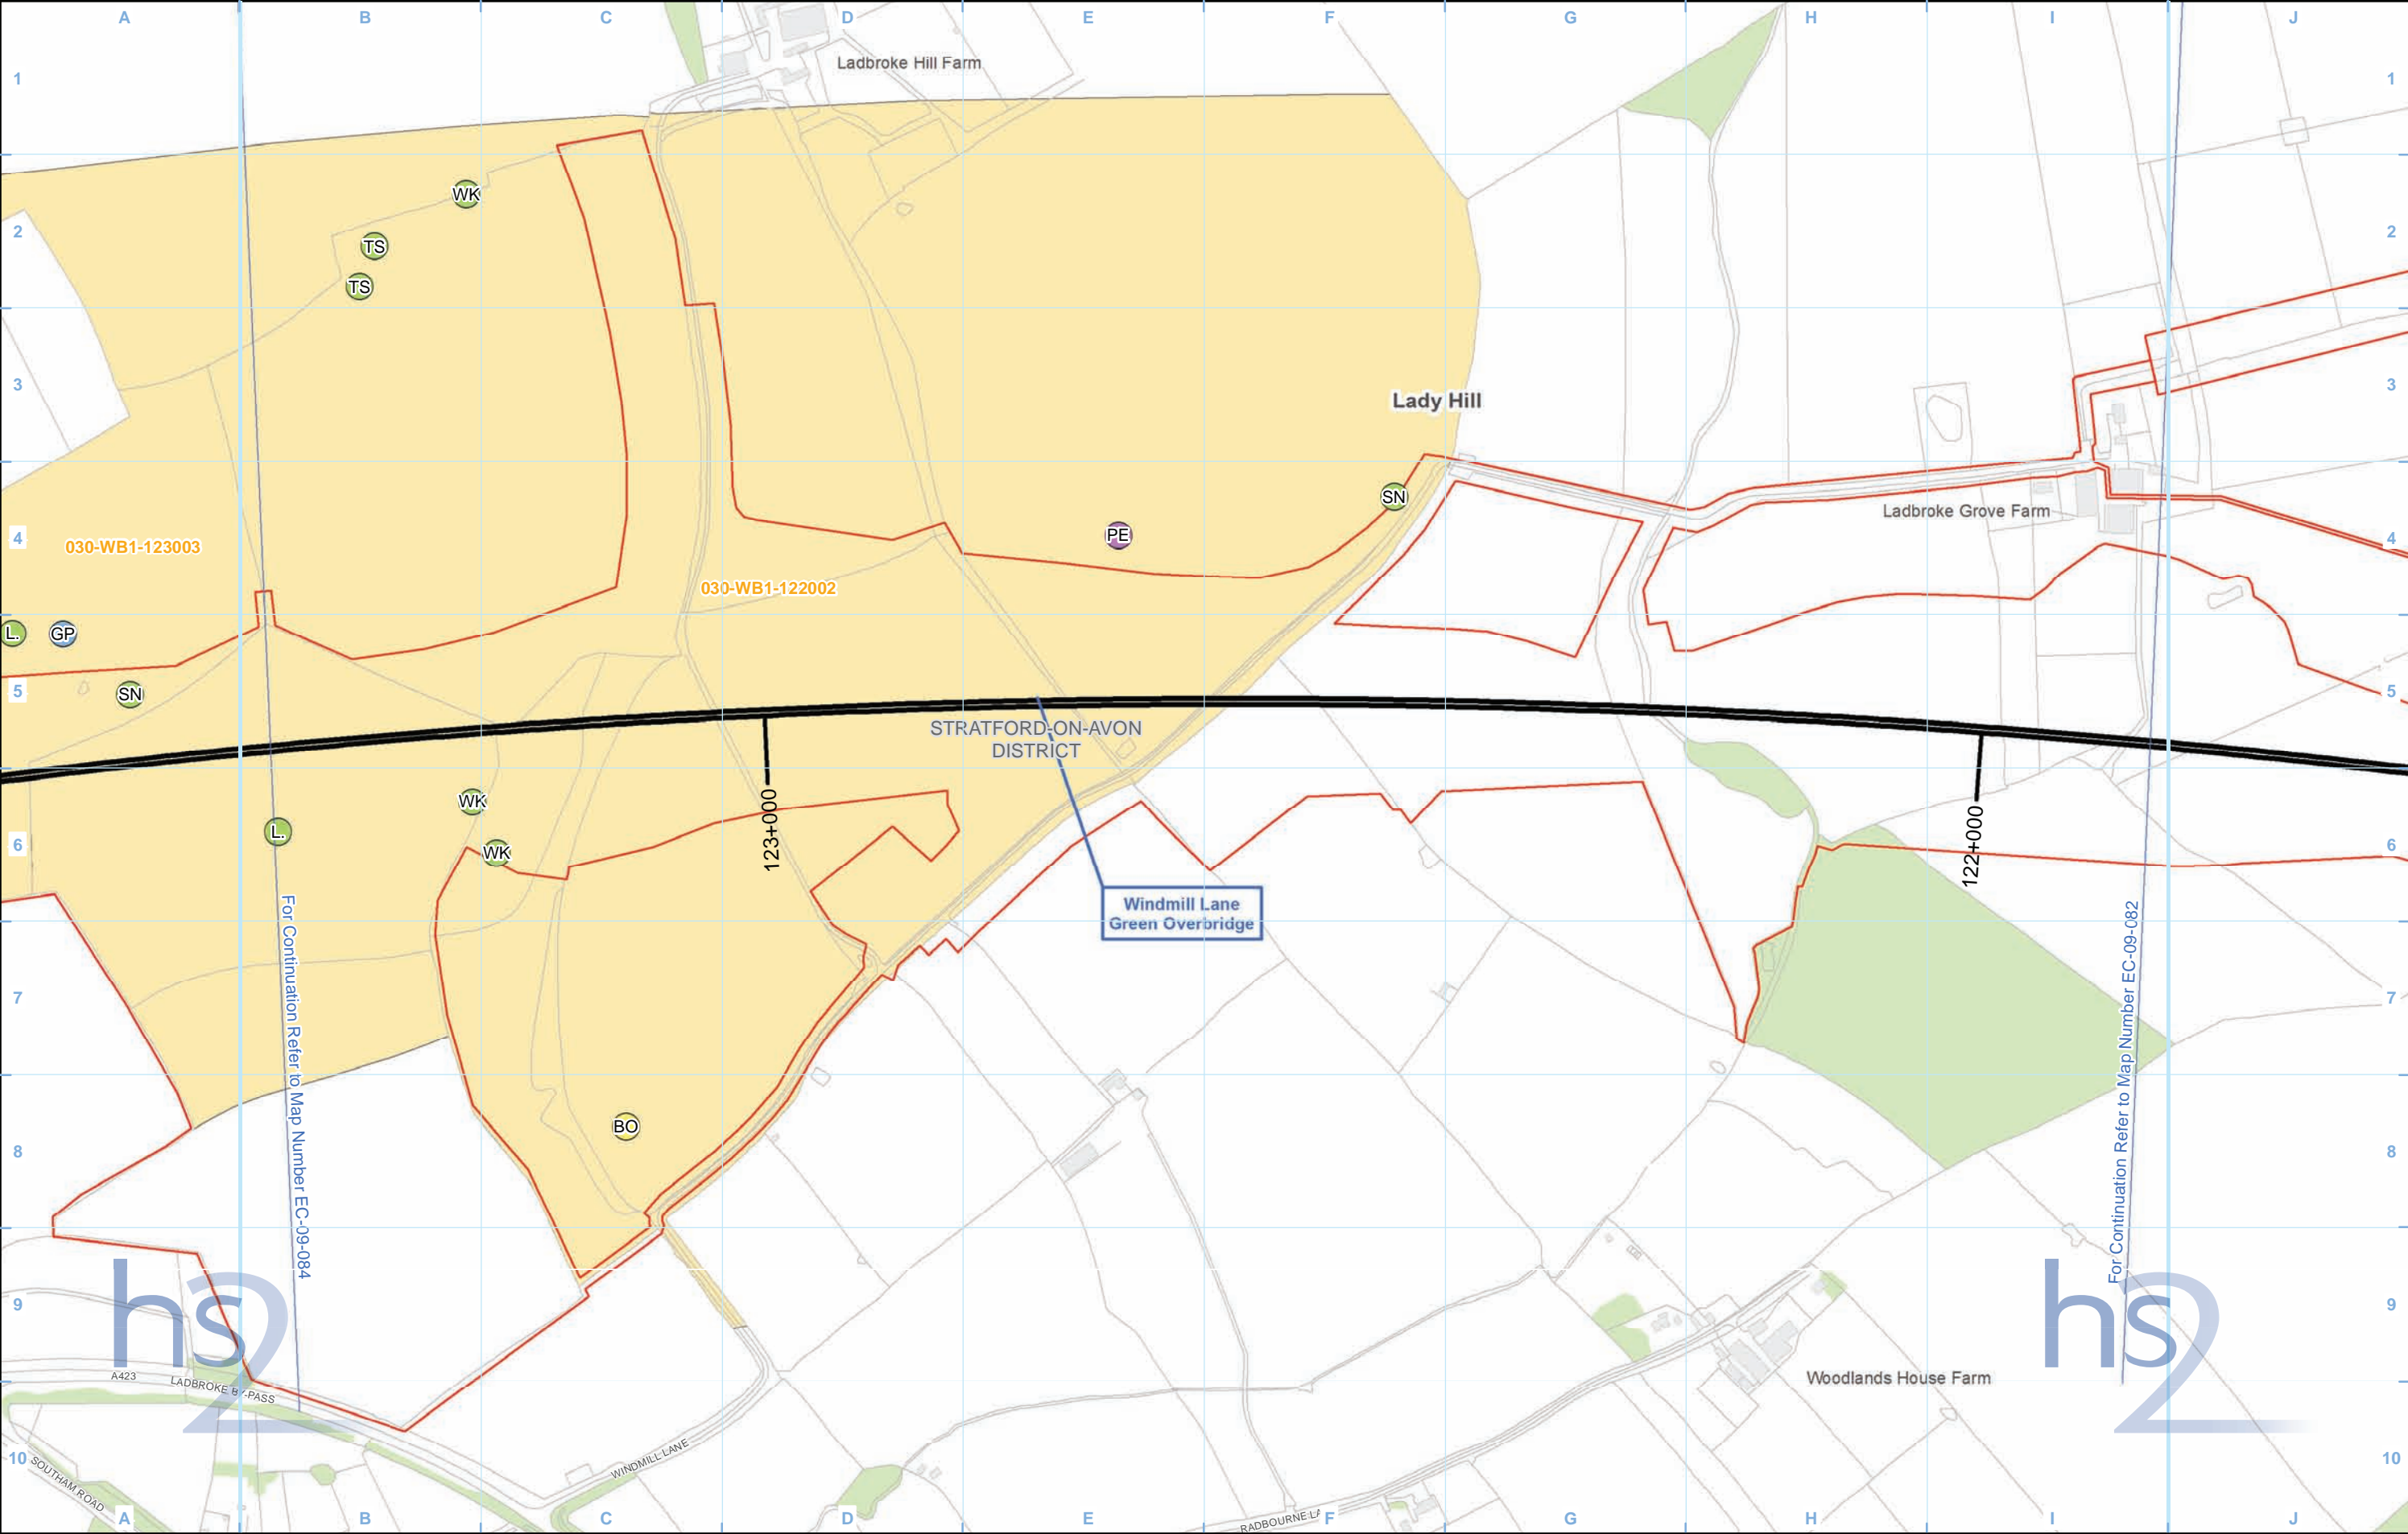 A B C D E F G H I J
1 Ladbroke Hill Farm 1
WK
2 TS 2
TS
3 Lady Hill 3
SN
Ladbroke Grove Farm
4 PE 4
030-WB1-123003
030-WB1-122002
L. GP
5 SN 5
STRATFORD-ON-AVON
DISTRICT
WK
L.
6 WK 123+000 122+000 6
Windmill Lane
Green Overbridge
For Continuation Refer to Map Number EC-09-084
For Continuation Refer to Map Number EC-09-082
7 7
BO
8 8
hs2 hs2
9 9
A423
LADBROKE BY-PASS
Woodlands House Farm
WINDMILL LANE
10 10
SOUTHAM ROAD
RADBOURNE LA
A B C D E F G H I J